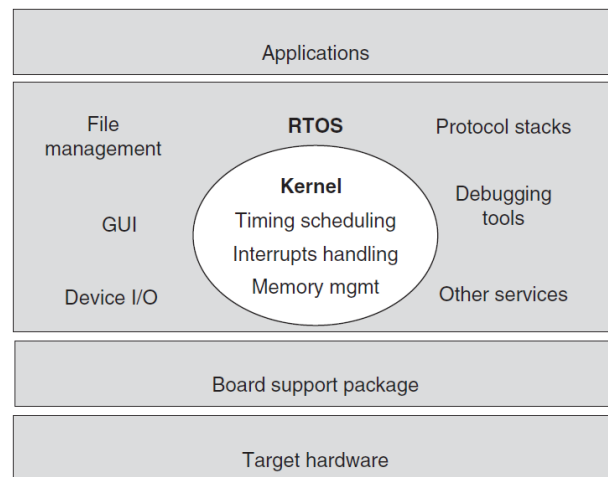 Applications
File
management
RTOS
Protocol stacks
Kernel
Timing scheduling
Interrupts handling
Memory mgmt
GUI
Debugging
tools
Device I/O
Other services
Board support package
Target hardware